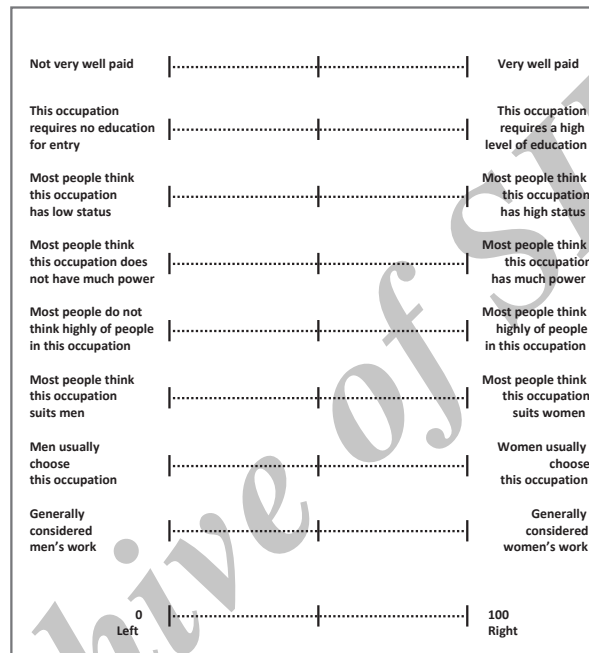 Not very well paid
Very well paid
This occupation
requires no education
for entry
This occupation
requires a high
level of education
Most people think
this occupation
has low status
Most people think
this occupation
has high status
Most people think
this occupation does
not have much power
Most people think
this occupation
has much power
Most people do not
think highly of people
in this occupation
Most people think
highly of people
in this occupation
Most people think
this occupation
suits men
Most people think
this occupation
suits women
Men usually
choose
this occupation
Women usually
choose
this occupation
Generally
considered
men's work
Generally
considered
women's work
0
Left
100
Right